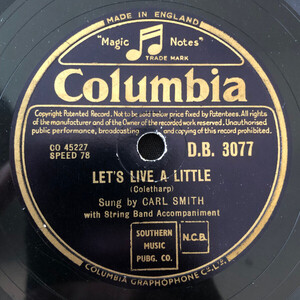 MADE IN ENGLAND
"Magic Notes"
TRADE MARK
Columbia
Copyright Patented Record. Not to be sold below price fixed by Patentees. All rights
of the manufacturer and of the Owner of the recorded work reserved. Unauthorised
public performance, broadcasting and copying of this record prohibited.
CO 45227
SPEED 78
D.B. 3077
LET'S LIVE A LITTLE
(Coletharp)
Sung by CARL SMITH
with String Band Accompaniment
SOUTHERN
MUSIC
PUBG. CO.
N.C.B.
COLUMBIA GRAPHOPHONE Co. Ltd.